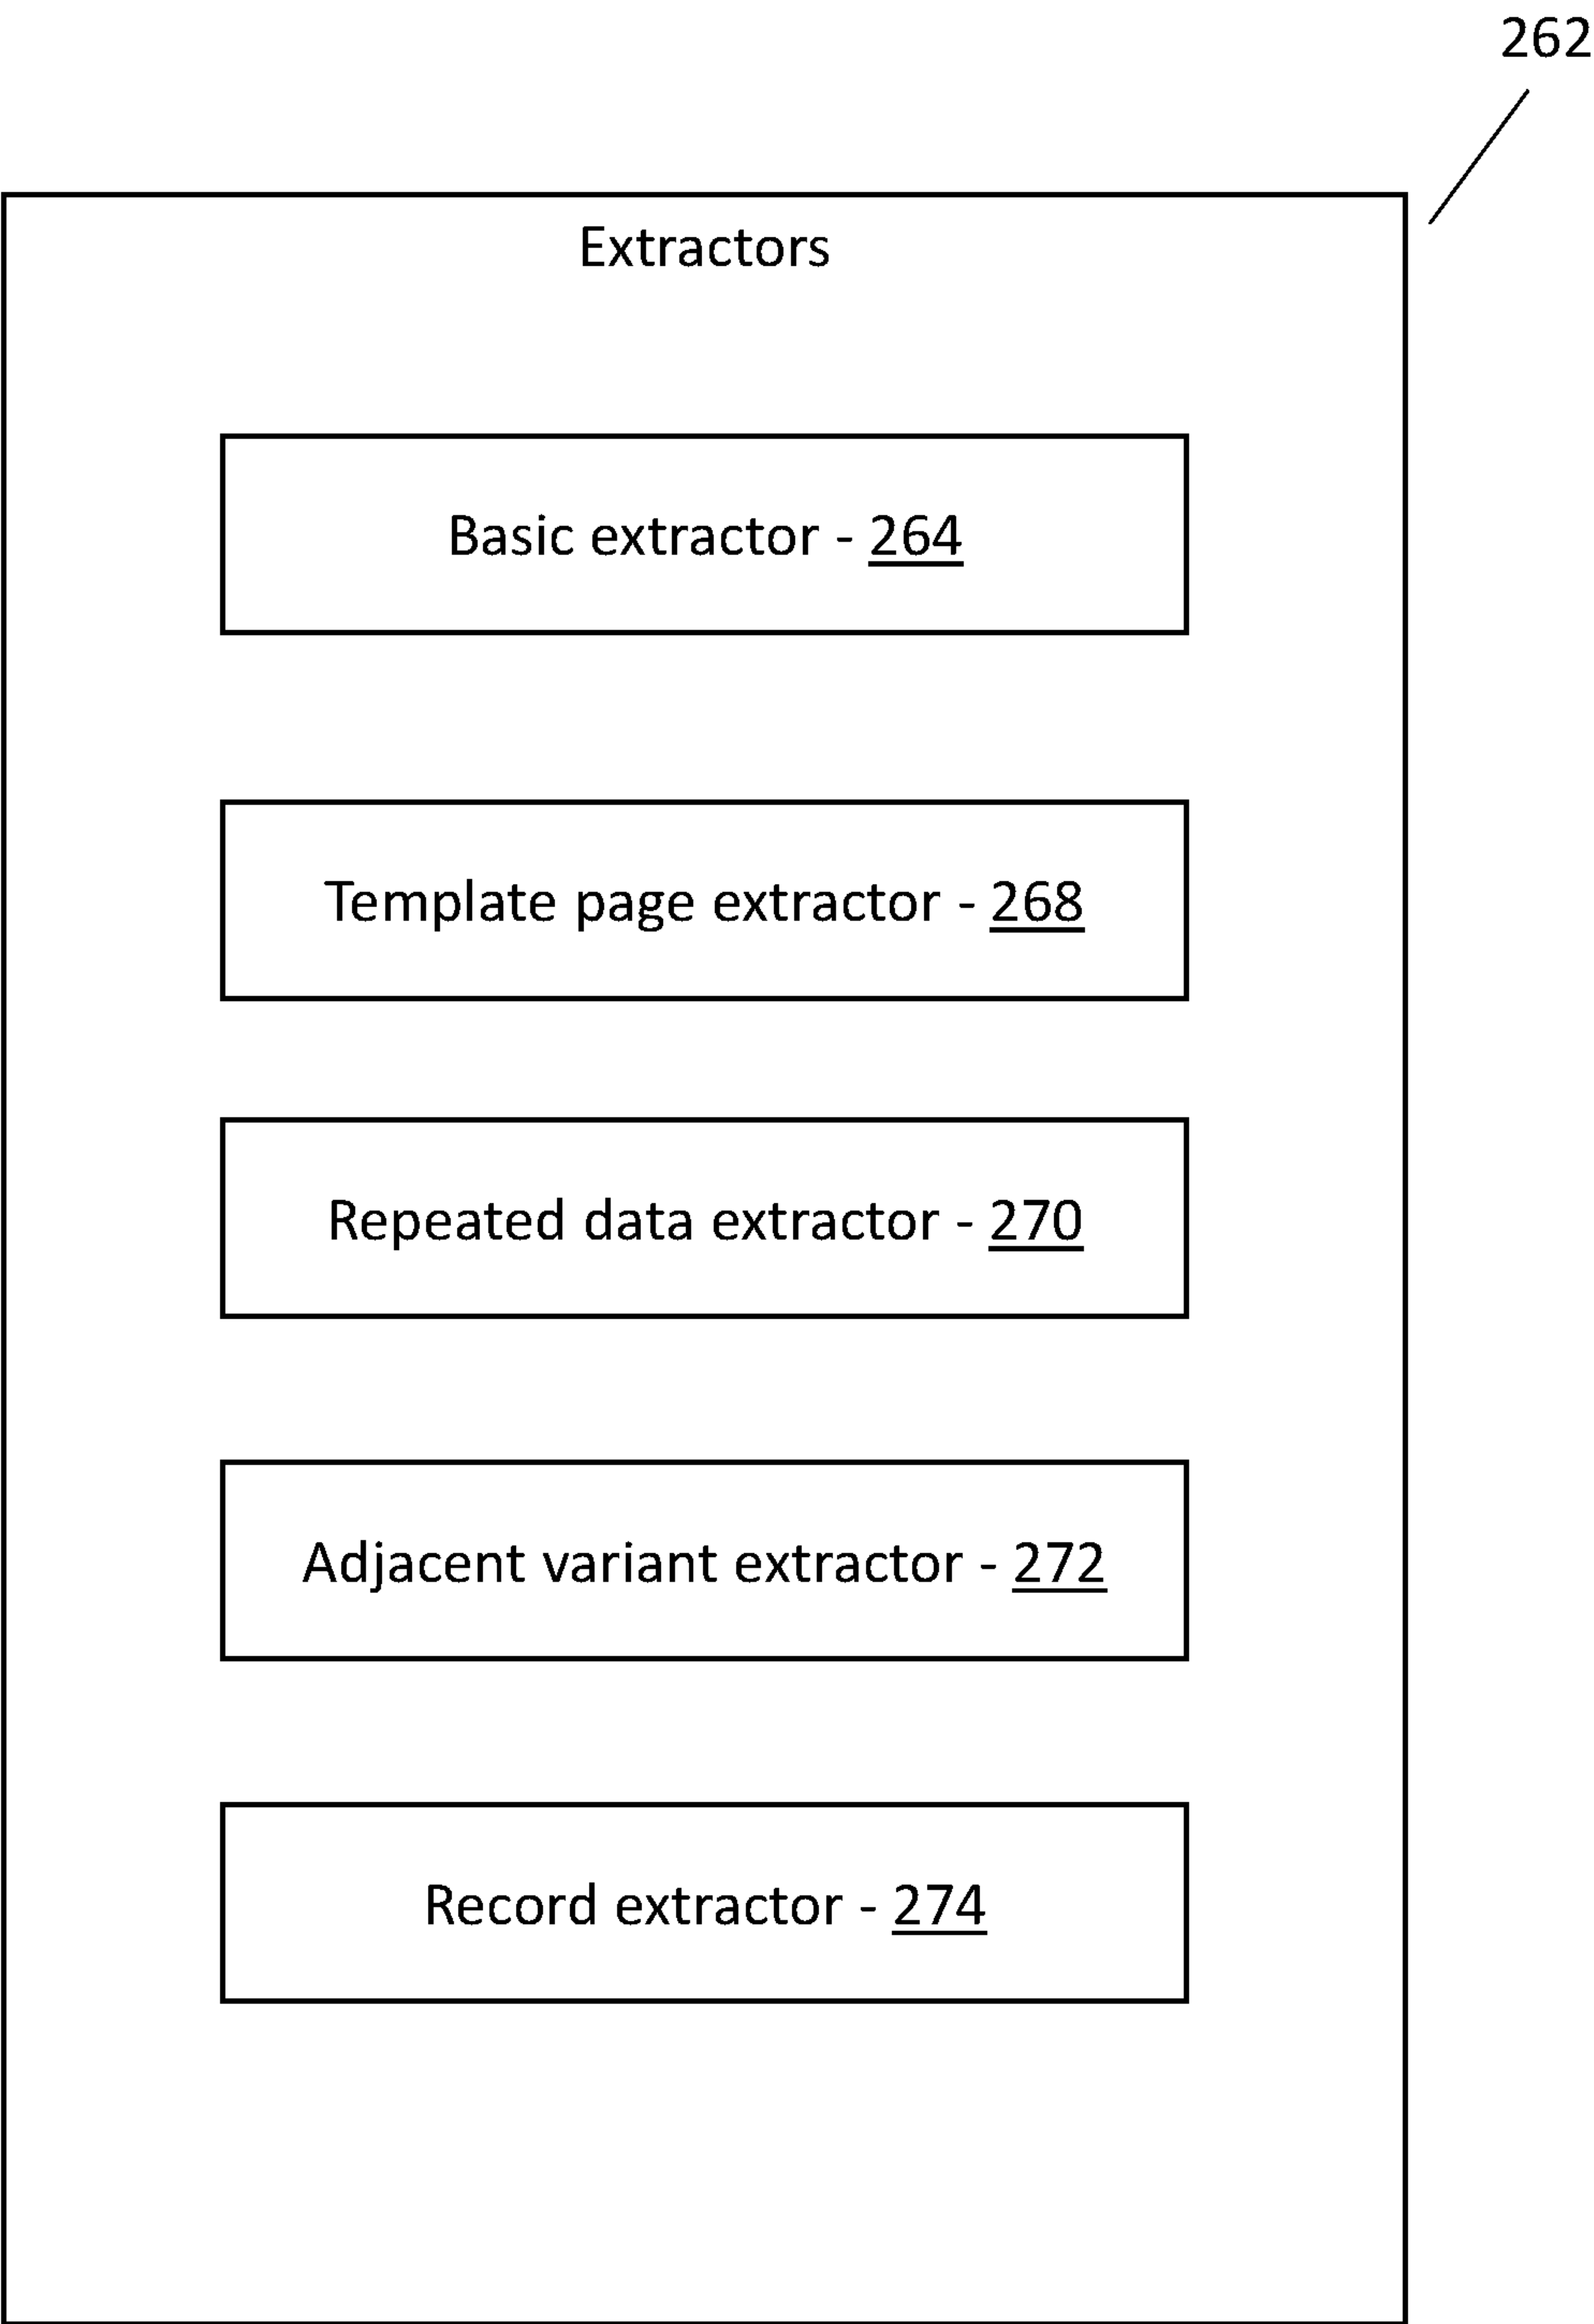 262
Extractors
Basic extractor - 264
Template page extractor - 268
Repeated data extractor - 270
Adjacent variant extractor - 272
Record extractor - 274